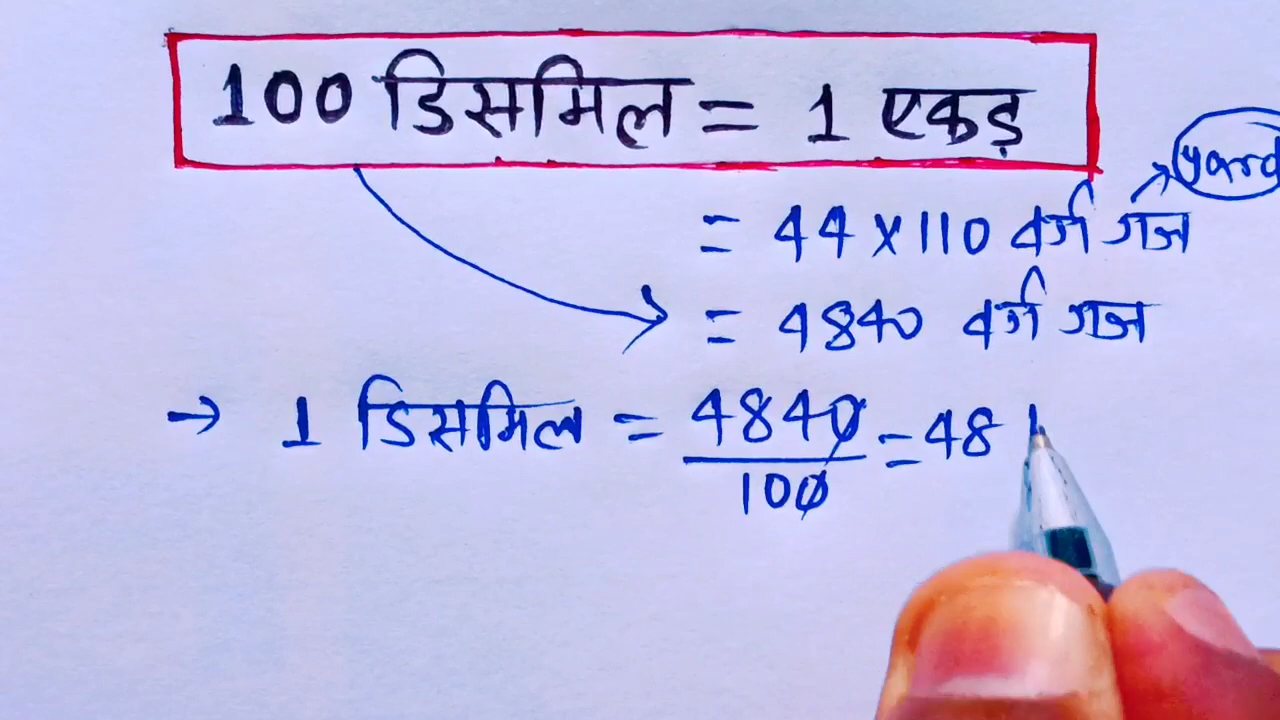 100 डिसमिल = 1 एकड़
yard
= 44 x 110 वर्ग गज
= 4840 वर्ग गज
→ 1 डिसमिल = 4840/100 = 48